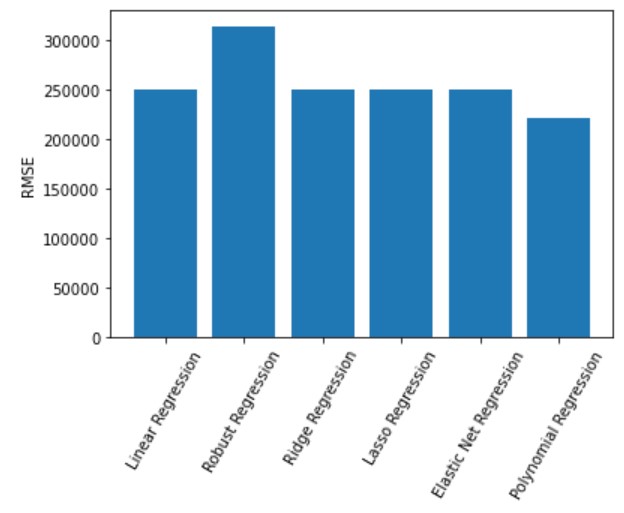 300000
250000
200000
150000
100000
50000
0
RMSE
Linear Regression
Robust Regression
Ridge Regression
Lasso Regression
Elastic Net Regression
Polynomial Regression